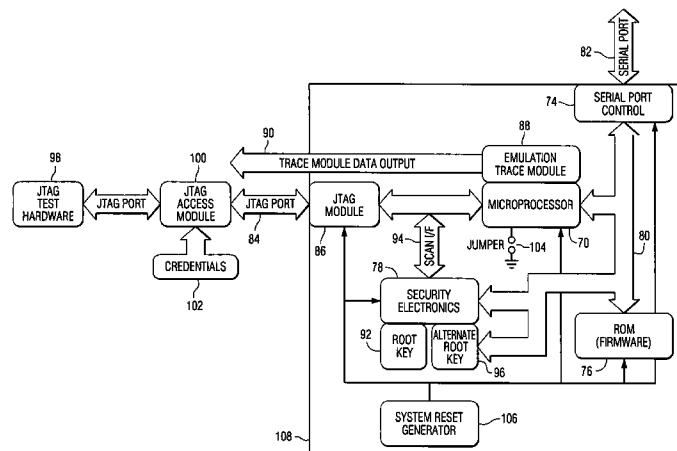 82
SERIAL PORT
74
SERIAL PORT
CONTROL
90
88
TRACE MODULE DATA OUTPUT
EMULATION
TRACE MODULE
98
JTAG
TEST
HARDWARE
JTAG PORT
100
JTAG
ACCESS
MODULE
JTAG PORT
84
JTAG
MODULE
86
MICROPROCESSOR
70
94
SCAN I/F
JUMPER
104
80
CREDENTIALS
102
78
SECURITY
ELECTRONICS
92
ROOT
KEY
ALTERNATE
ROOT
KEY
96
ROM
(FIRMWARE)
76
SYSTEM RESET
GENERATOR
106
108